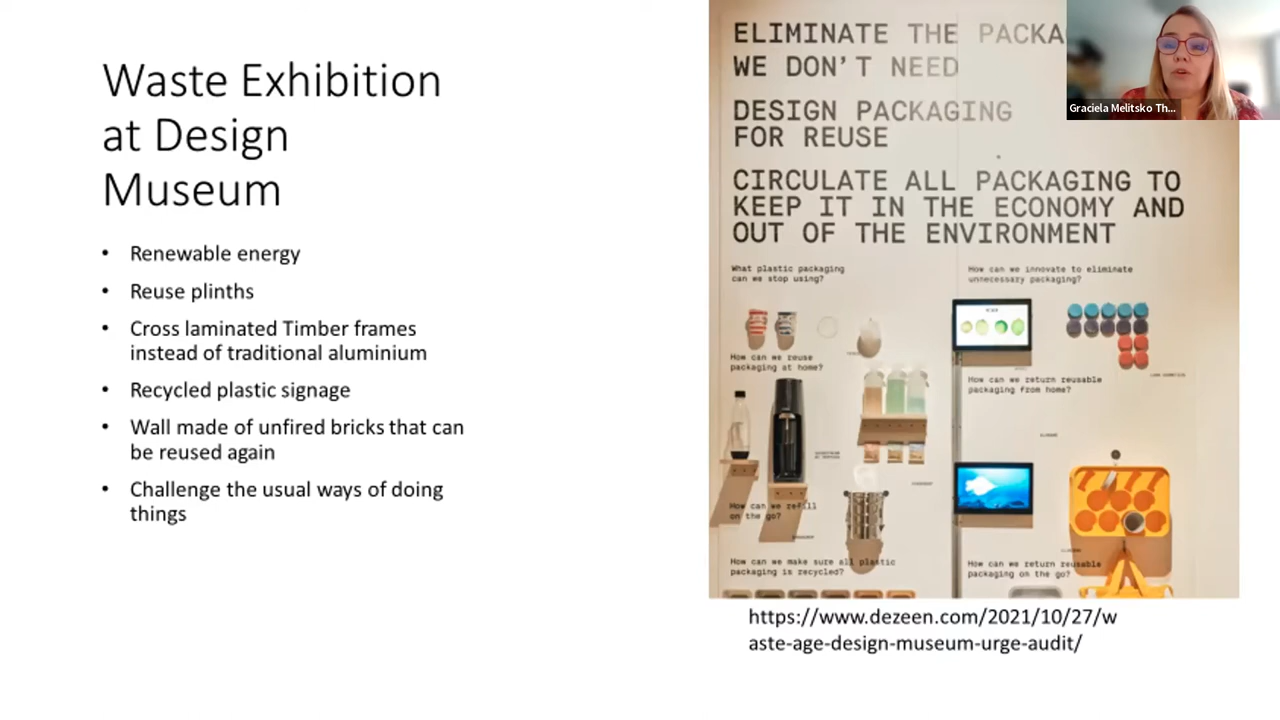 Waste Exhibition
at Design
Museum
• Renewable energy
• Reuse plinths
• Cross laminated Timber frames
instead of traditional aluminium
• Recycled plastic signage
• Wall made of unfired bricks that can
be reused again
• Challenge the usual ways of doing
things
ELIMINATE THE PACKA
WE DON'T NEED
DESIGN PACKAGING
FOR REUSE
CIRCULATE ALL PACKAGING TO
KEEP IT IN THE ECONOMY AND
OUT OF THE ENVIRONMENT
What plastic packaging
can we stop using?
How can we innovate to eliminate
unnecessary packaging?
How can we reuse
packaging at home?
How can we return reusable
packaging from home?
How can we refill
on the go?
How can we make sure all plastic
packaging is recycled?
How can we return reusable
packaging on the go?
Graciela Melitsko Th...
https://www.dezeen.com/2021/10/27/w
aste-age-design-museum-urge-audit/